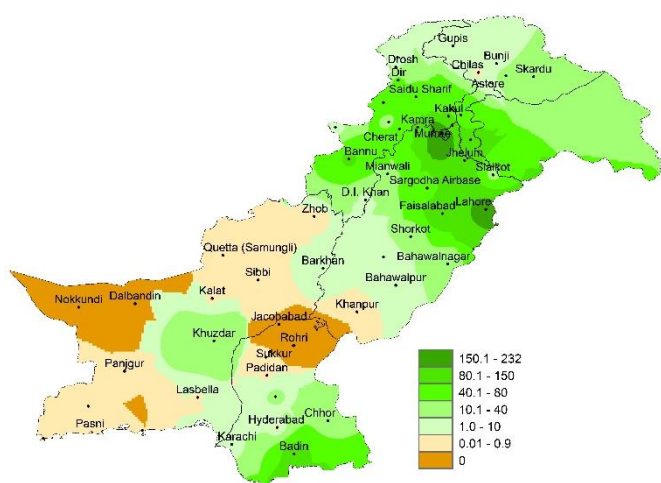 Gupis
Bunji
Drosh
Chilas
Skardu
Dir
Astore
Saidu Sharif
Kakul
Kamra
Cherat
Murree
Jhelum
Bannu
Mianwali
Sialkot
Sargodha Airbase
D.I. Khan
Zhob
Faisalabad
Lahore
Shorkot
Quetta (Samungli)
Barkhan
Bahawalnagar
Sibbi
Bahawalpur
Kalat
Dalbandin
Nokkundi
Khanpur
Jacobabad
Khuzdar
Rohri
Sukkur
Panjgur
Padidan
Lasbella
Pasni
Hyderabad
Chhor
Karachi
Badin
150.1 - 232
80.1 - 150
40.1 - 80
10.1 - 40
1.0 - 10
0.01 - 0.9
0